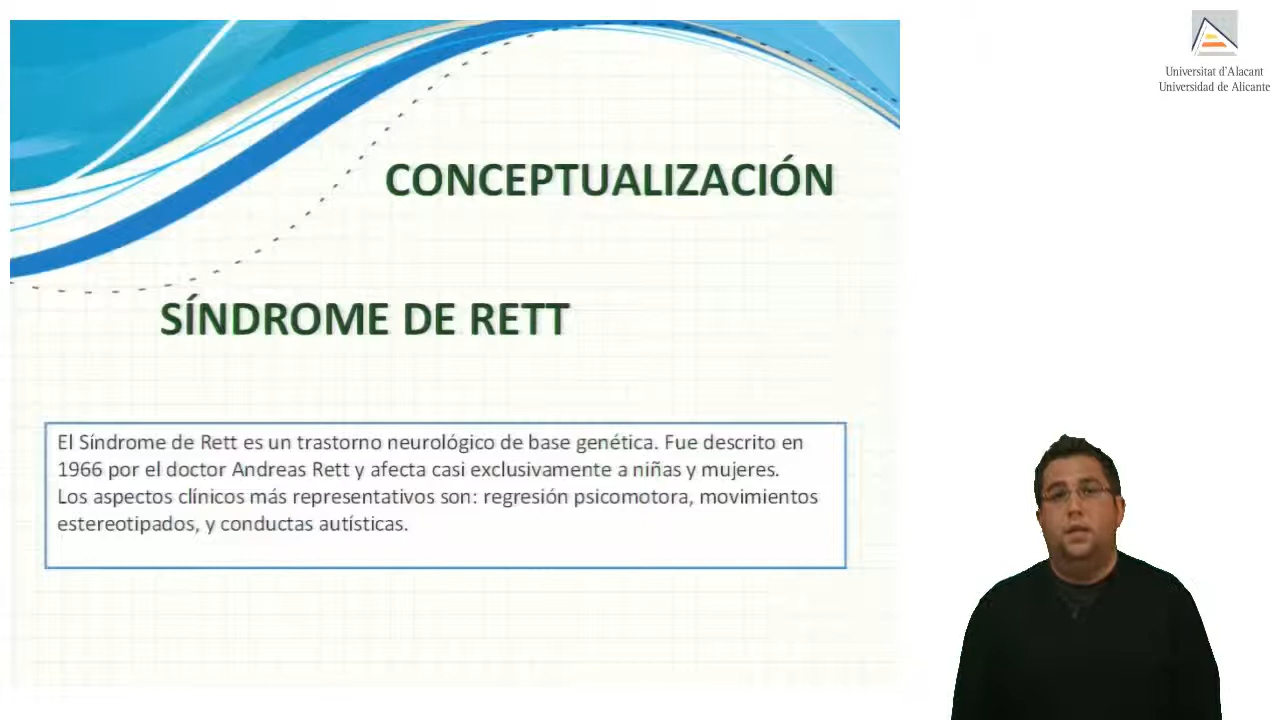 Universitat d'Alacant
Universidad de Alicante
CONCEPTUALIZACIÓN
SÍNDROME DE RETT
El Síndrome de Rett es un trastorno neurológico de base genética. Fue descrito en
1966 por el doctor Andreas Rett y afecta casi exclusivamente a niñas y mujeres.
Los aspectos clínicos más representativos son: regresión psicomotora, movimientos
estereotipados, y conductas autísticas.